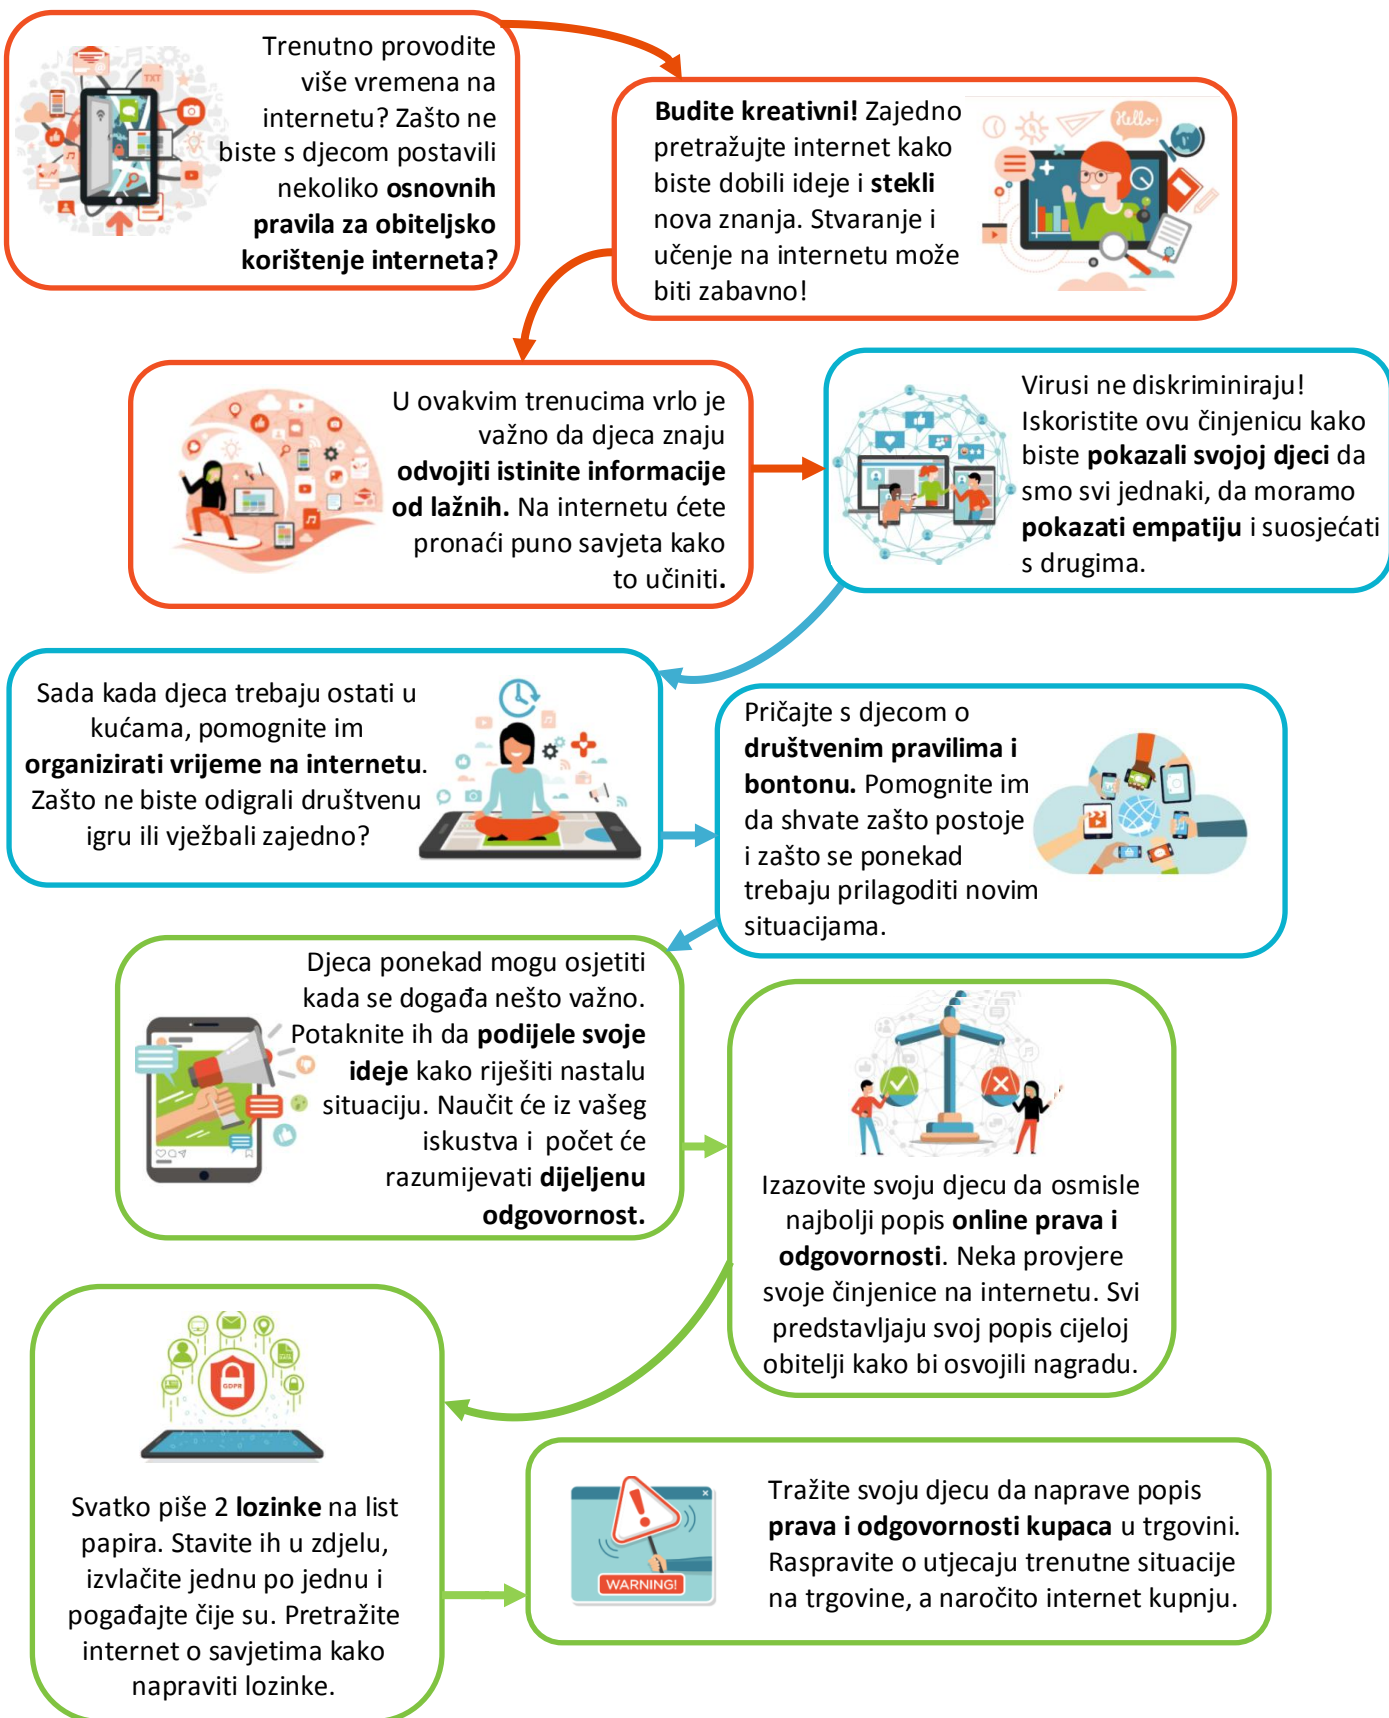 Trenutno provodite
više vremena na
internetu? Zašto ne
biste s djecom postavili
nekoliko osnovnih
pravila za obiteljsko
korištenje interneta?
TXT
Budite kreativni! Zajedno
pretražujte internet kako
biste dobili ideje i stekli
nova znanja. Stvaranje i
učenje na internetu može
biti zabavno!
Hello
U ovakvim trenucima vrlo je
važno da djeca znaju
odvojiti istinite informacije
od lažnih. Na internetu ćete
pronaći puno savjeta kako
to učiniti.
Virusi ne diskriminiraju!
Iskoristite ovu činjenicu kako
biste pokazali svojoj djeci da
smo svi jednaki, da moramo
pokazati empatiju i suosjećati
s drugima.
Sada kada djeca trebaju ostati u
kućama, pomognite im
organizirati vrijeme na internetu.
Zašto ne biste odigrali društvenu
igru ili vježbali zajedno?
Pričajte s djecom o
društvenim pravilima i
bontonu. Pomognite im
da shvate zašto postoje
i zašto se ponekad
trebaju prilagoditi novim
situacijama.
Djeca ponekad mogu osjetiti
kada se događa nešto važno.
Potaknite ih da podijele svoje
ideje kako riješiti nastalu
situaciju. Naučit će iz vašeg
iskustva i počet će
razumijevati dijeljenu
odgovornost.
Izazovite svoju djecu da osmisle
najbolji popis online prava i
odgovornosti. Neka provjere
svoje činjenice na internetu. Svi
predstavljaju svoj popis cijeloj
obitelji kako bi osvojili nagradu.
GDPR
Svatko piše 2 lozinke na list
papira. Stavite ih u zdjelu,
izvlačite jednu po jednu i
pogađajte čije su. Pretražite
internet o savjetima kako
napraviti lozinke.
WARNING!
Tražite svoju djecu da naprave popis
prava i odgovornosti kupaca u trgovini.
Raspravite o utjecaju trenutne situacije
na trgovine, a naročito internet kupnju.